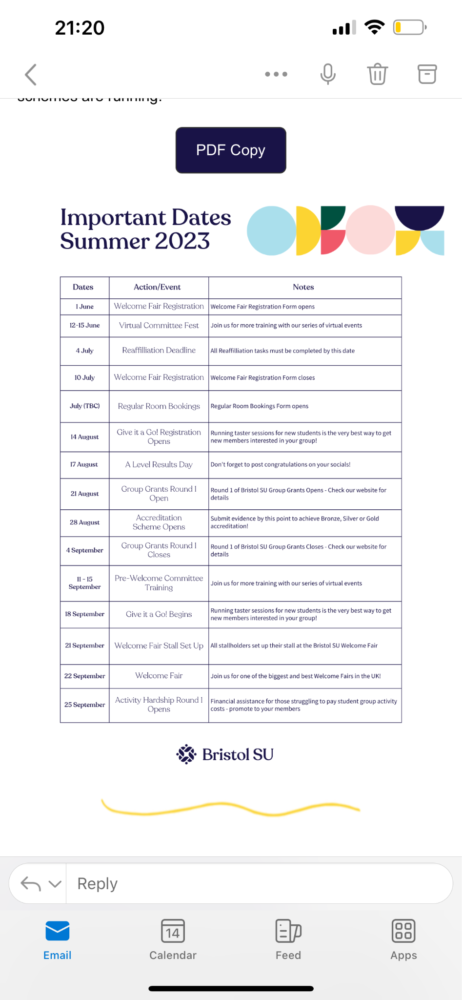 21:20
schemes are running!
PDF Copy
Important Dates
Summer 2023
Dates Action/Event Notes
1 June Welcome Fair Registration Welcome Fair Registration Form opens
12-15 June Virtual Committee Fest Join us for more training with our series of virtual events
4 July Reaffilliation Deadline All Reaffilliation tasks must be completed by this date
10 July Welcome Fair Registration Welcome Fair Registration Form closes
July (TBC) Regular Room Bookings Regular Room Bookings Form opens
14 August
Give it a Go! Registration
Opens
Running taster sessions for new students is the very best way to get
new members interested in your group!
17 August A Level Results Day Don't forget to post congratulations on your socials!
21 August
Group Grants Round 1
Open
Round 1 of Bristol SU Group Grants Opens - Check our website for
details
28 August
Accreditation
Scheme Opens
Submit evidence by this point to achieve Bronze, Silver or Gold
accreditation!
4 September
Group Grants Round 1
Closes
Round 1 of Bristol SU Group Grants Closes - Check our website for
details
11 - 15
September
Pre-Welcome Committee
Training
Join us for more training with our series of virtual events
18 September
Give it a Go! Begins
Running taster sessions for new students is the very best way to get
new members interested in your group!
21 September Welcome Fair Stall Set Up All stallholders set up their stall at the Bristol SU Welcome Fair
22 September Welcome Fair Join us for one of the biggest and best Welcome Fairs in the UK!
25 September
Activity Hardship Round 1
Opens
Financial assistance for those struggling to pay student group activity
costs - promote to your members
Bristol SU
Reply
14
Email Calendar Feed Apps